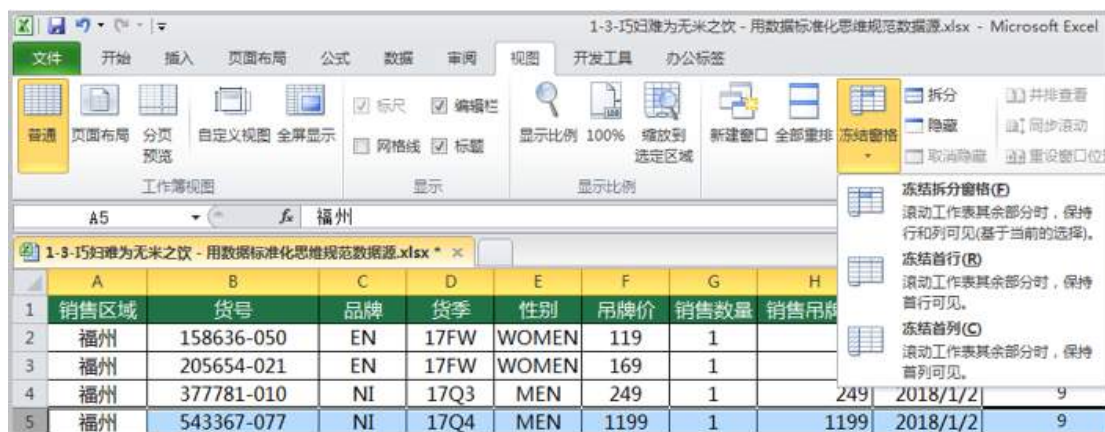 1-3-巧妇难为无米之饮 - 用数据标准化思维规范数据源.xlsx - Microsoft Excel
文件 开始 插入 页面布局 公式 数据 审阅 视图 开发工具 办公标签
普通 页面布局 分页预览 自定义视图 全屏显示
标尺 编辑栏
网格线 标题
显示比例 100% 缩放到选定区域
新建窗口 全部重排 冻结窗格
拆分 并排查看
隐藏 同步滚动
取消隐藏 重设窗口位
工作簿视图 显示 显示比例
冻结拆分窗格(F)
滚动工作表其余部分时，保持
行和列可见(基于当前的选择)。
冻结首行(R)
滚动工作表其余部分时，保持
首行可见。
冻结首列(C)
滚动工作表其余部分时，保持
首列可见。
A5 fx 福州
1-3-巧妇难为无米之饮 - 用数据标准化思维规范数据源.xlsx *
A B C D E F G H
1 销售区域 货号 品牌 货季 性别 吊牌价 销售数量 销售吊牌
2 福州 158636-050 EN 17FW WOMEN 119 1
3 福州 205654-021 EN 17FW WOMEN 169 1
4 福州 377781-010 NI 17Q3 MEN 249 1 249 2018/1/2 9
5 福州 543367-077 NI 17Q4 MEN 1199 1 1199 2018/1/2 9